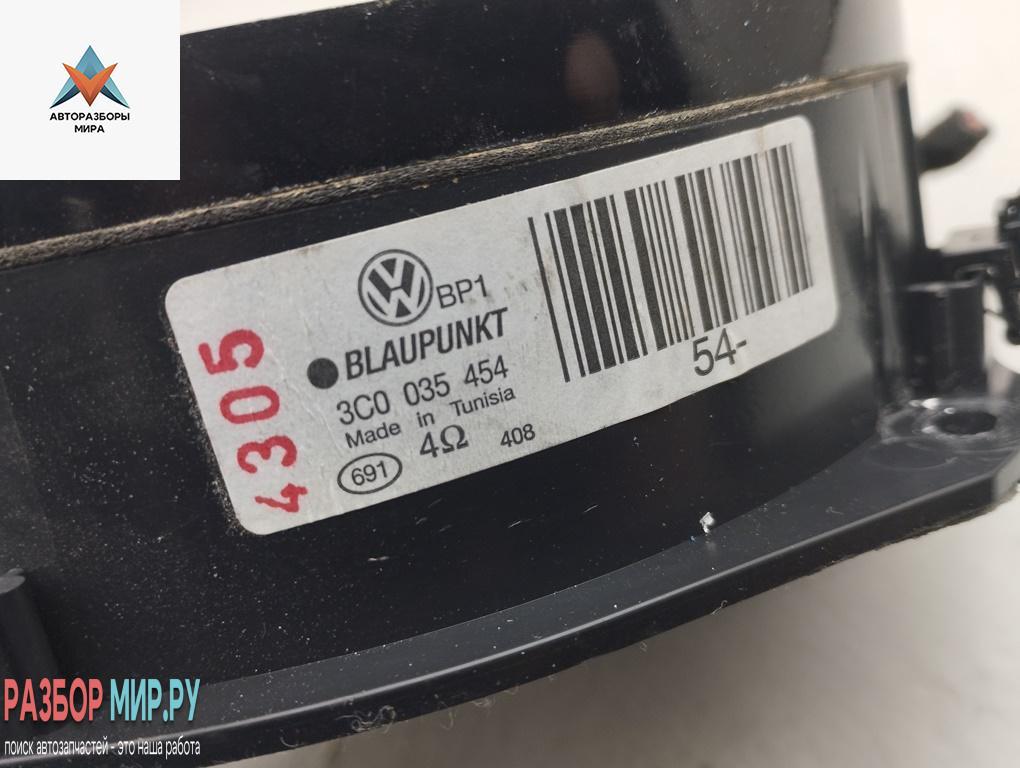 АВТОРАЗБОРЫ
МИРА
4305
BP1
BLAUPUNKT
3C0 035 454
Made in Tunisia
691 4Ω 408
54-
РАЗБОР МИР.РУ
поиск автозапчастей - это наша работа